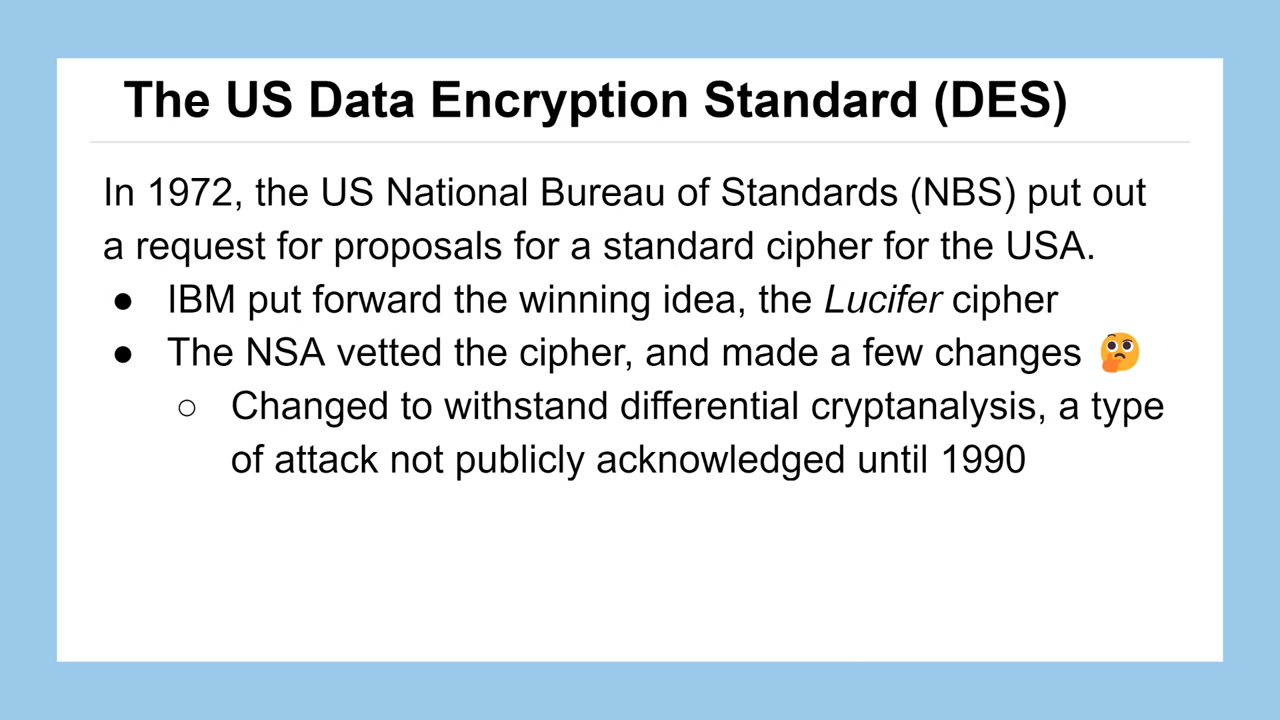 The US Data Encryption Standard (DES)
In 1972, the US National Bureau of Standards (NBS) put out
a request for proposals for a standard cipher for the USA.
● IBM put forward the winning idea, the Lucifer cipher
● The NSA vetted the cipher, and made a few changes 🤔
○ Changed to withstand differential cryptanalysis, a type
of attack not publicly acknowledged until 1990